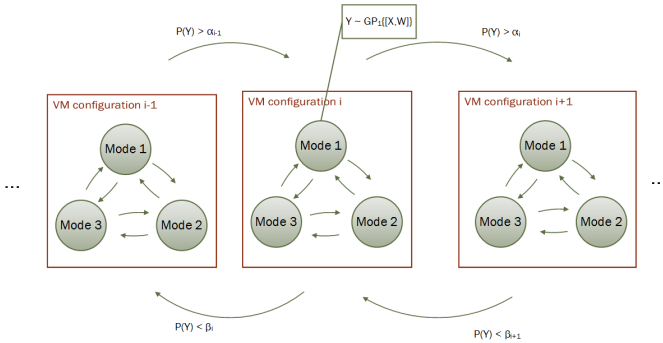 Y ~ GP₁([X,W])
P(Y) > αᵢ₋₁
P(Y) > αᵢ
VM configuration i-1
VM configuration i
VM configuration i+1
Mode 1
Mode 1
Mode 1
...
...
Mode 3
Mode 2
Mode 3
Mode 2
Mode 3
Mode 2
P(Y) < βᵢ
P(Y) < βᵢ₊₁